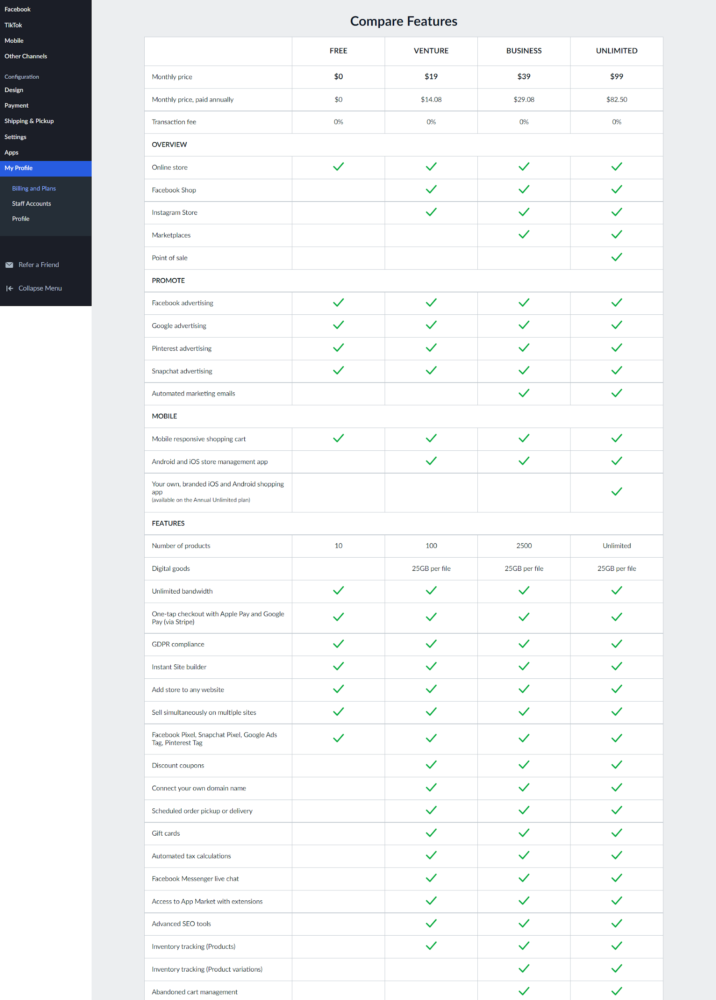 Facebook
TikTok
Mobile
Other Channels
Configuration
Design
Payment
Shipping & Pickup
Settings
Apps
My Profile
Billing and Plans
Staff Accounts
Profile
Refer a Friend
Collapse Menu
Compare Features
FREE VENTURE BUSINESS UNLIMITED
Monthly price $0 $19 $39 $99
Monthly price, paid annually $0 $14.08 $29.08 $82.50
Transaction fee 0% 0% 0% 0%
OVERVIEW
Online store
Facebook Shop
Instagram Store
Marketplaces
Point of sale
PROMOTE
Facebook advertising
Google advertising
Pinterest advertising
Snapchat advertising
Automated marketing emails
MOBILE
Mobile responsive shopping cart
Android and iOS store management app
Your own, branded iOS and Android shopping
app
(available on the Annual Unlimited plan)
FEATURES
Number of products 10 100 2500 Unlimited
Digital goods 25GB per file 25GB per file 25GB per file
Unlimited bandwidth
One-tap checkout with Apple Pay and Google
Pay (via Stripe)
GDPR compliance
Instant Site builder
Add store to any website
Sell simultaneously on multiple sites
Facebook Pixel, Snapchat Pixel, Google Ads
Tag, Pinterest Tag
Discount coupons
Connect your own domain name
Scheduled order pickup or delivery
Gift cards
Automated tax calculations
Facebook Messenger live chat
Access to App Market with extensions
Advanced SEO tools
Inventory tracking (Products)
Inventory tracking (Product variations)
Abandoned cart management